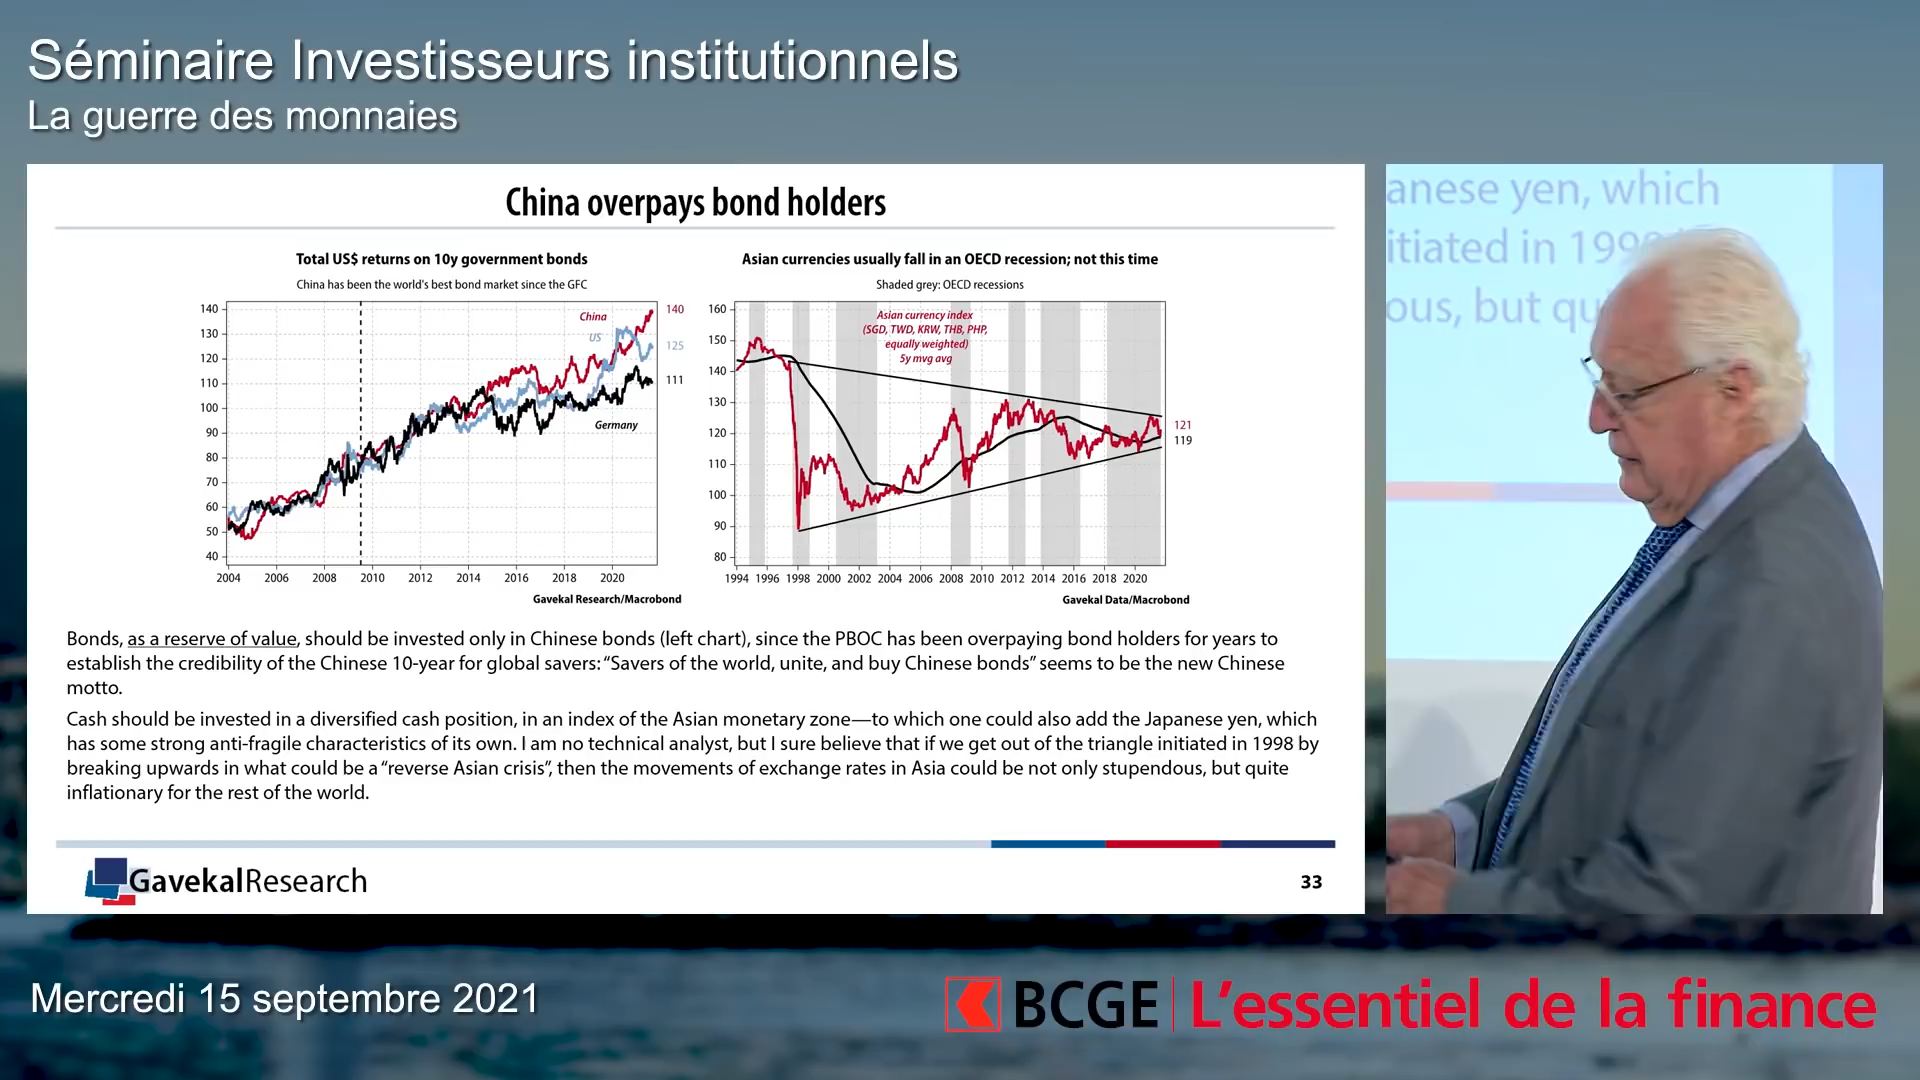 Séminaire Investisseurs institutionnels
La guerre des monnaies
China overpays bond holders
Total US$ returns on 10y government bonds
China has been the world's best bond market since the GFC
140
130
120
110
100
90
80
70
60
50
40
China
US
Germany
140
125
111
2004 2006 2008 2010 2012 2014 2016 2018 2020
Gavekal Research/Macrobond
Asian currencies usually fall in an OECD recession; not this time
Shaded grey: OECD recessions
160
150
140
130
120
110
100
90
80
Asian currency index
(SGD, TWD, KRW, THB, PHP,
equally weighted)
5y mvg avg
121
119
1994 1996 1998 2000 2002 2004 2006 2008 2010 2012 2014 2016 2018 2020
Gavekal Data/Macrobond
Bonds, as a reserve of value, should be invested only in Chinese bonds (left chart), since the PBOC has been overpaying bond holders for years to
establish the credibility of the Chinese 10-year for global savers: “Savers of the world, unite, and buy Chinese bonds” seems to be the new Chinese
motto.
Cash should be invested in a diversified cash position, in an index of the Asian monetary zone—to which one could also add the Japanese yen, which
has some strong anti-fragile characteristics of its own. I am no technical analyst, but I sure believe that if we get out of the triangle initiated in 1998 by
breaking upwards in what could be a “reverse Asian crisis”, then the movements of exchange rates in Asia could be not only stupendous, but quite
inflationary for the rest of the world.
GavekalResearch
33
anese yen, which
itiated in 199
ous, but qu
Mercredi 15 septembre 2021
BCGE L’essentiel de la finance